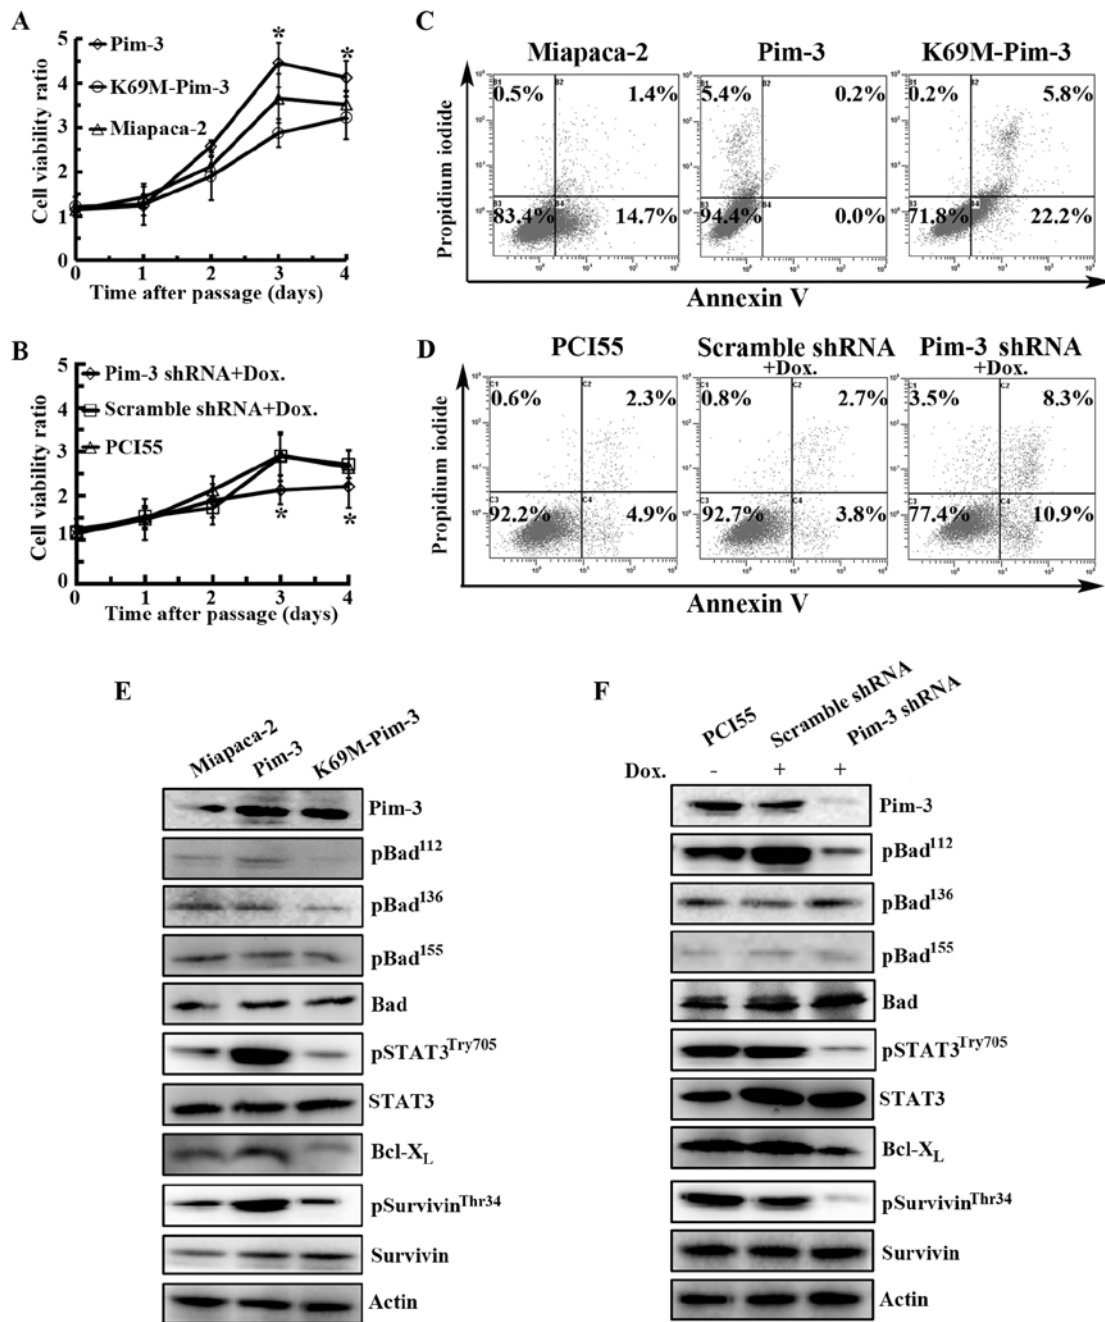 A
Cell viability ratio
5
4
3
2
1
0
Pim-3
K69M-Pim-3
Miapaca-2
*
*
0 1 2 3 4
Time after passage (days)
B
Cell viability ratio
5
4
3
2
1
0
Pim-3 shRNA+Dox.
Scramble shRNA+Dox.
PCI55
*
*
0 1 2 3 4
Time after passage (days)
C
Miapaca-2 Pim-3 K69M-Pim-3
Propidium iodide
0.5% 1.4% 5.4% 0.2% 0.2% 5.8%
83.4% 14.7% 94.4% 0.0% 71.8% 22.2%
Annexin V
D
PCI55 Scramble shRNA Pim-3 shRNA
+Dox. +Dox.
Propidium iodide
0.6% 2.3% 0.8% 2.7% 3.5% 8.3%
92.2% 4.9% 92.7% 3.8% 77.4% 10.9%
Annexin V
E
Miapaca-2 Pim-3 K69M-Pim-3
Pim-3
pBad112
pBad136
pBad155
Bad
pSTAT3Try705
STAT3
Bcl-XL
pSurvivinThr34
Survivin
Actin
F
PCI55 Scramble shRNA Pim-3 shRNA
Dox. - + +
Pim-3
pBad112
pBad136
pBad155
Bad
pSTAT3Try705
STAT3
Bcl-XL
pSurvivinThr34
Survivin
Actin